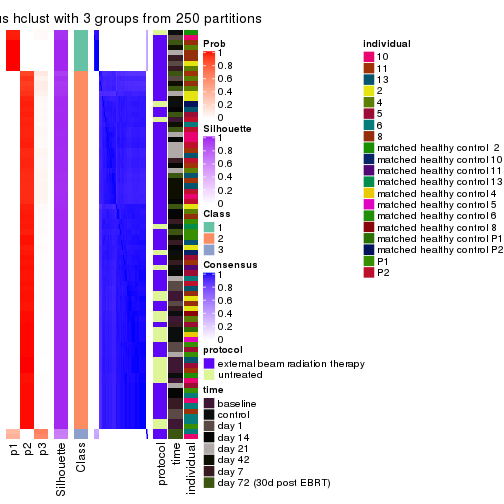 us hclust with 3 groups from 250 partitions
Prob
1
0.8
0.6
0.4
0.2
0
Silhouette
1
0.8
0.6
0.4
0.2
0
Class
1
2
3
Consensus
1
0.8
0.6
0.4
0.2
0
protocol
external beam radiation therapy
untreated
time
baseline
control
day 1
day 14
day 21
day 42
day 7
day 72 (30d post EBRT)
individual
10
11
13
2
4
5
6
8
matched healthy control 2
matched healthy control 10
matched healthy control 11
matched healthy control 13
matched healthy control 4
matched healthy control 5
matched healthy control 6
matched healthy control 8
matched healthy control P1
matched healthy control P2
P1
P2
p1
p2
p3
Silhouette
Class
protocol
time
individual